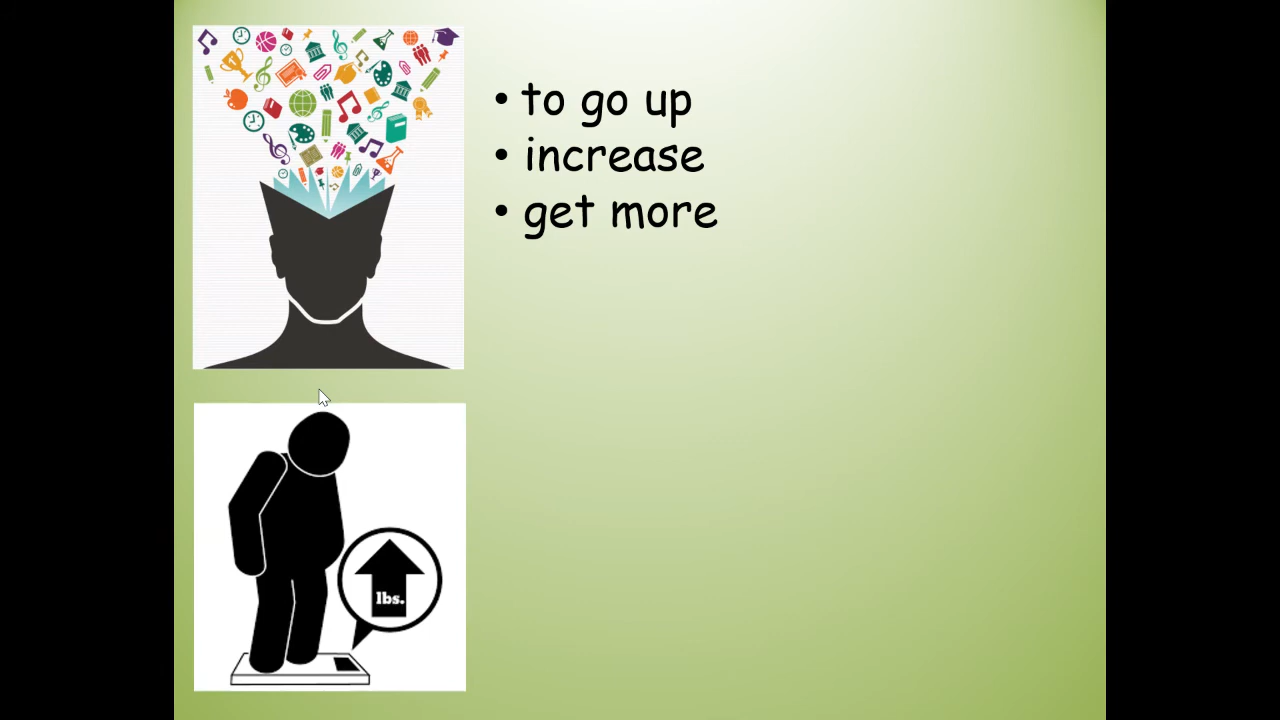 • to go up
• increase
• get more
lbs.